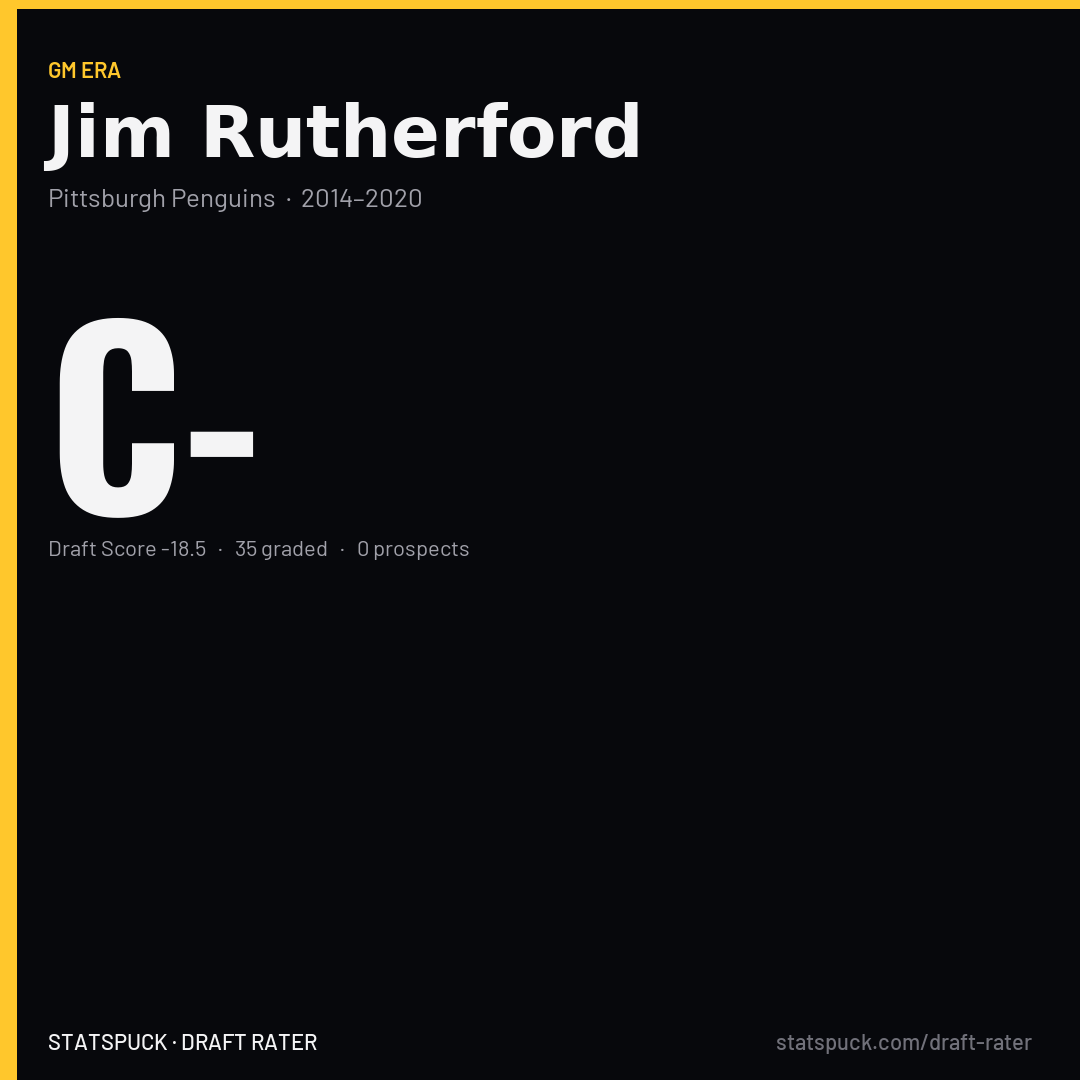 GM ERA
Jim Rutherford
Pittsburgh Penguins · 2014–2020
C-
Draft Score -18.5 · 35 graded · 0 prospects
STATSPUCK · DRAFT RATER
statspuck.com/draft-rater